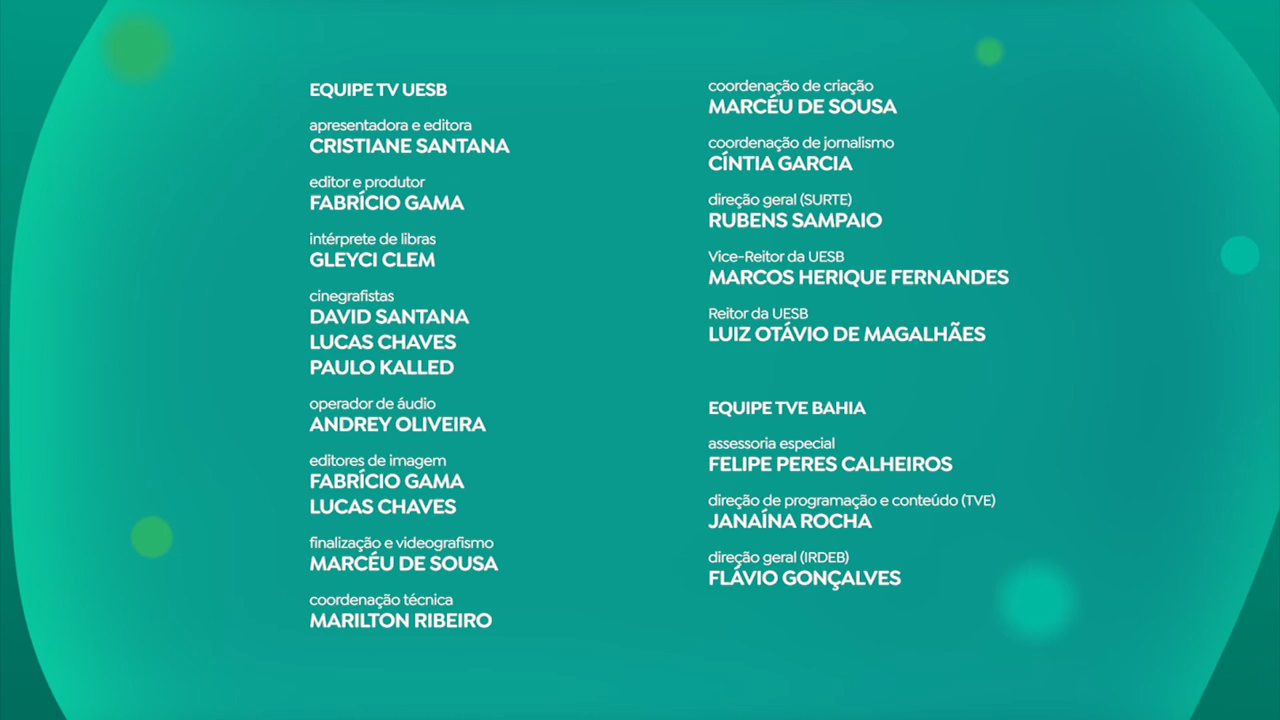 EQUIPE TV UESB
apresentadora e editora
CRISTIANE SANTANA
editor e produtor
FABRÍCIO GAMA
intérprete de libras
GLEYCI CLEM
cinegrafistas
DAVID SANTANA
LUCAS CHAVES
PAULO KALLED
operador de áudio
ANDREY OLIVEIRA
editores de imagem
FABRÍCIO GAMA
LUCAS CHAVES
finalização e videografismo
MARCÉU DE SOUSA
coordenação técnica
MARILTON RIBEIRO
coordenação de criação
MARCÉU DE SOUSA
coordenação de jornalismo
CÍNTIA GARCIA
direção geral (SURTE)
RUBENS SAMPAIO
Vice-Reitor da UESB
MARCOS HERIQUE FERNANDES
Reitor da UESB
LUIZ OTÁVIO DE MAGALHÃES
EQUIPE TVE BAHIA
assessoria especial
FELIPE PERES CALHEIROS
direção de programação e conteúdo (TVE)
JANAÍNA ROCHA
direção geral (IRDEB)
FLÁVIO GONÇALVES